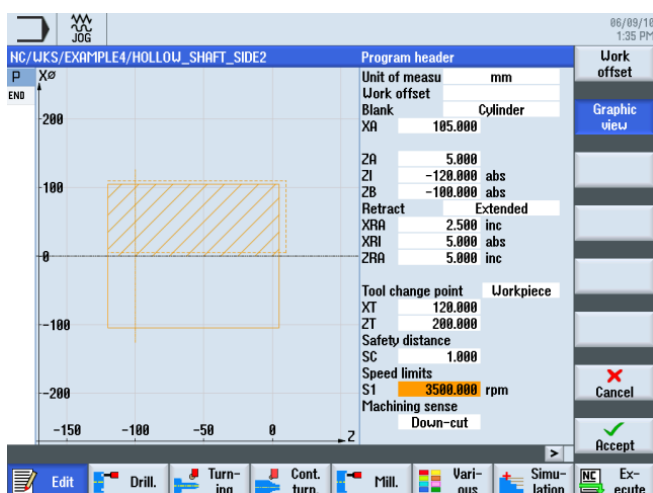 JOG
06/09/10
1:35 PM
NC/WKS/EXAMPLE4/HOLLOW_SHAFT_SIDE2
Program header
Work
offset
P
END
XØ
200
100
0
-100
-200
-150 -100 -50 0 Z
Unit of measu mm
Work offset
Blank Cylinder
XA 105.000
ZA 5.000
ZI -120.000 abs
ZB -100.000 abs
Retract Extended
XRA 2.500 inc
XRI 5.000 abs
ZRA 5.000 inc
Tool change point Workpiece
XT 120.000
ZT 200.000
Safety distance
SC 1.000
Speed limits
S1 3500.000 rpm
Machining sense
Down-cut
Graphic
view
Cancel
Accept
>
Edit
Drill.
Turn-
ing
Cont.
turn.
Mill.
Vari-
ous
Simu-
lation
NC
Ex-
ecute